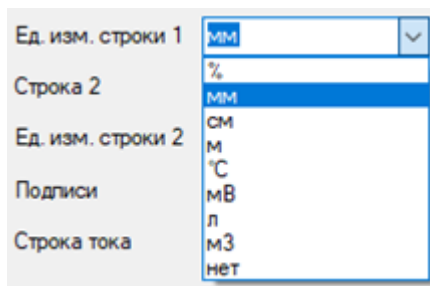 Ед. изм. строки 1 мм
%
Строка 2
мм
см
Ед. изм. строки 2
м
°C
Подписи
мВ
л
Строка тока
м3
нет